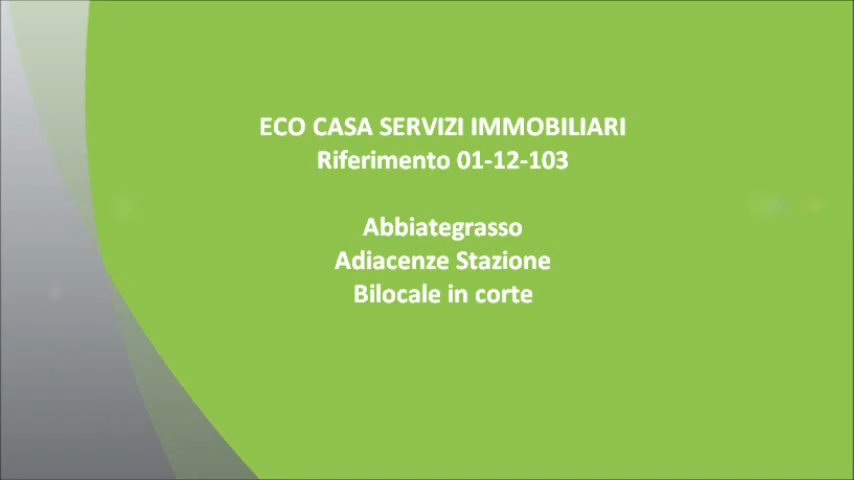 ECO CASA SERVIZI IMMOBILIARI
Riferimento 01-12-103
Abbiategrasso
Adiacenze Stazione
Bilocale in corte